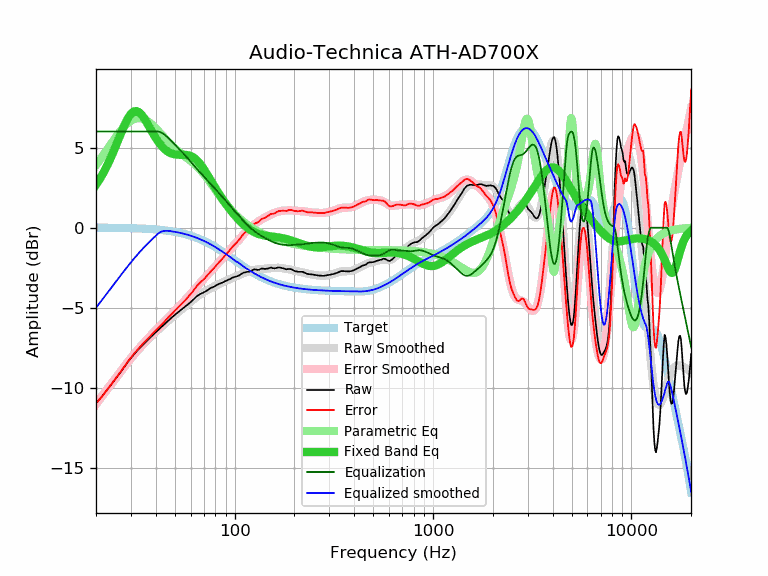 Audio-Technica ATH-AD700X
Amplitude (dBr)
5
0
−5
−10
−15
Target
Raw Smoothed
Error Smoothed
Raw
Error
Parametric Eq
Fixed Band Eq
Equalization
Equalized smoothed
100
1000
10000
Frequency (Hz)